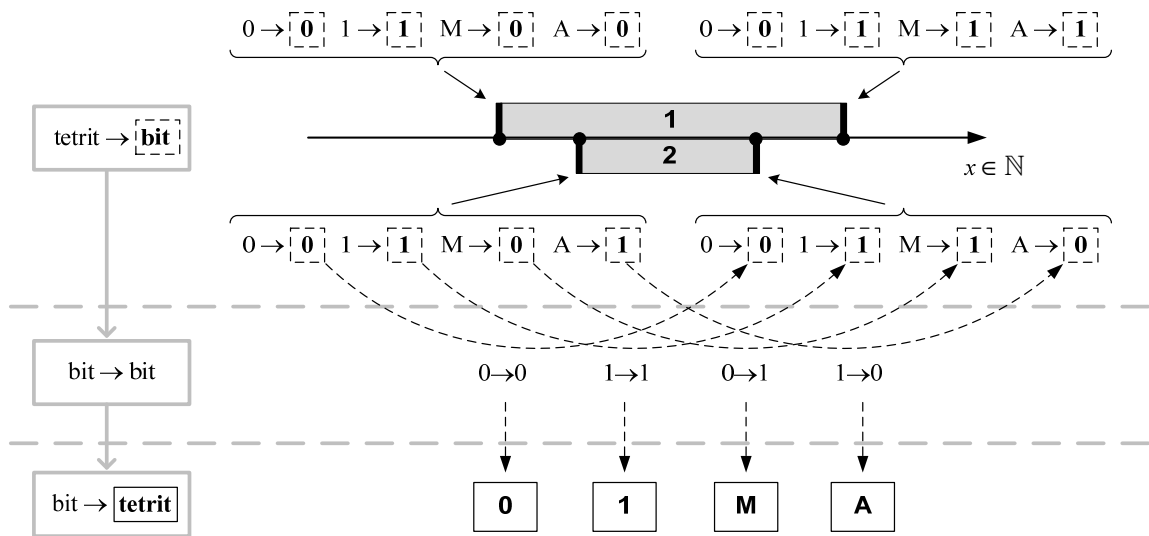 0 → 0 1 → 1 M → 0 A → 0 0 → 0 1 → 1 M → 1 A → 1
tetrit → bit
1
2
x ∈ ℕ
0 → 0 1 → 1 M → 0 A → 1 0 → 0 1 → 1 M → 1 A → 0
bit → bit
0→0 1→1 0→1 1→0
bit → tetrit
0 1 M A